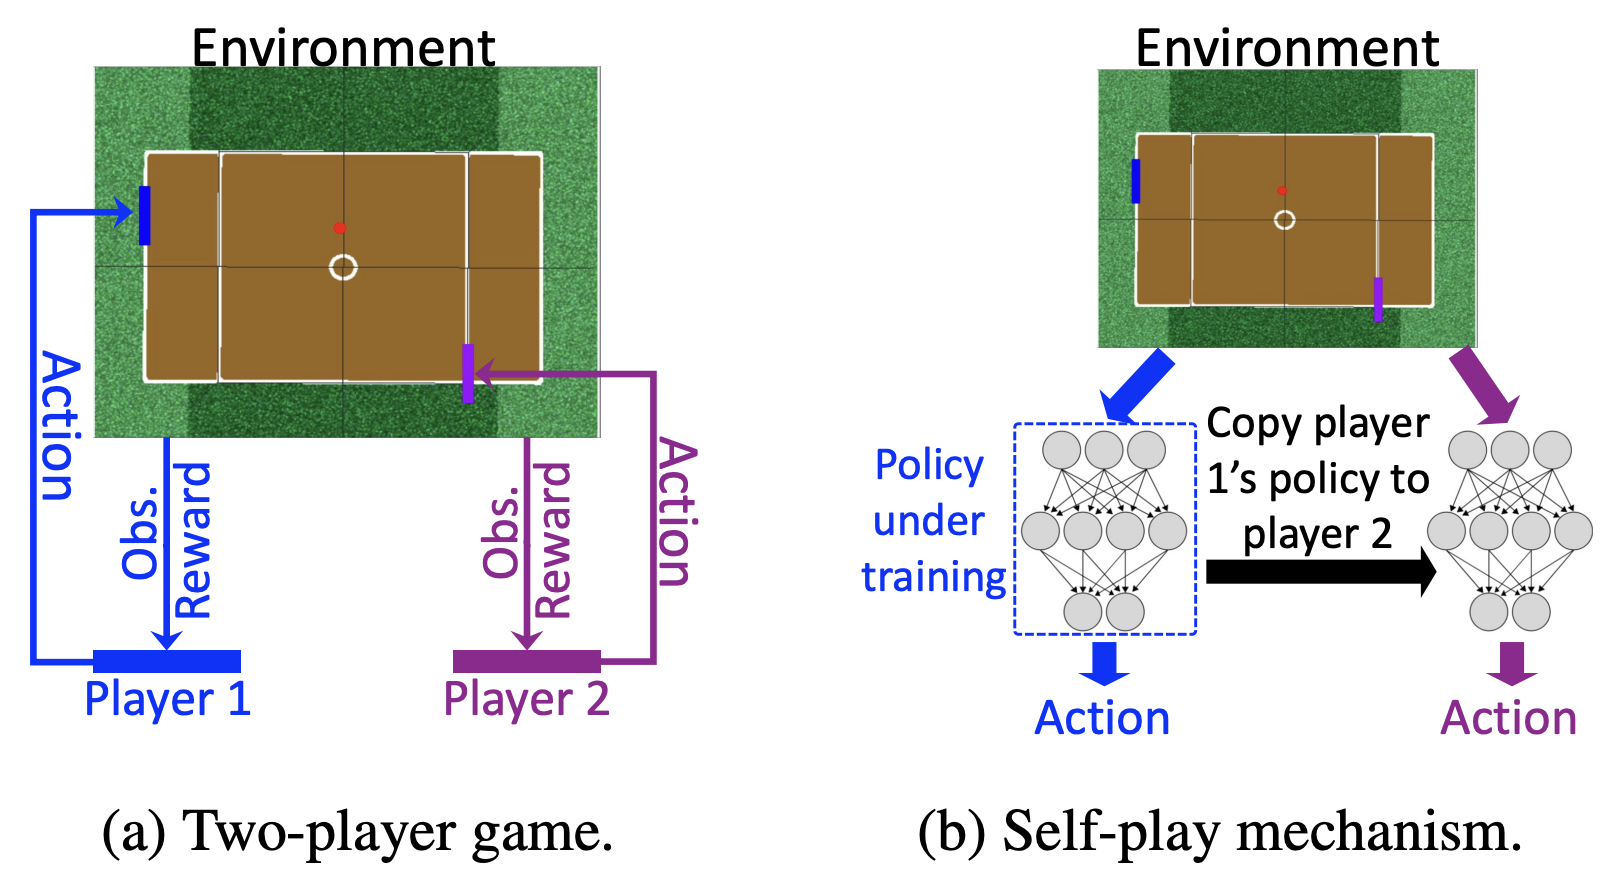 Environment
Action
Obs.
Reward
Player 1
Obs.
Reward
Action
Player 2
(a) Two-player game.
Environment
Policy
under
training
Copy player
1's policy to
player 2
Action
Action
(b) Self-play mechanism.